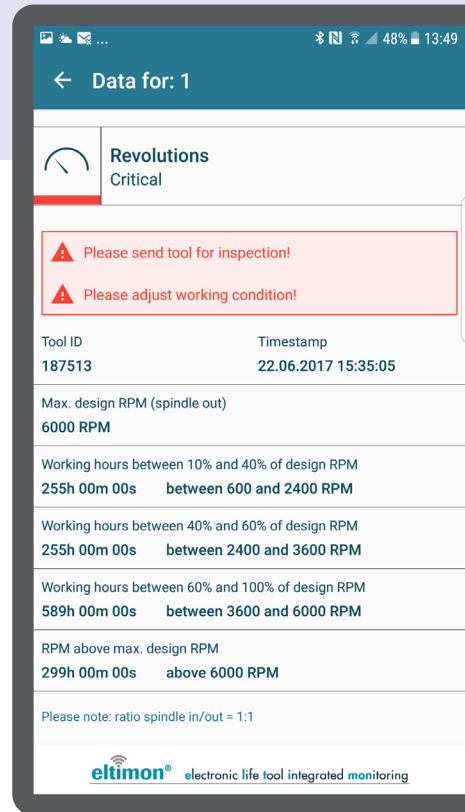 ... 48% 13:49
Data for: 1
Revolutions
Critical
Please send tool for inspection!
Please adjust working condition!
Tool ID Timestamp
187513 22.06.2017 15:35:05
Max. design RPM (spindle out)
6000 RPM
Working hours between 10% and 40% of design RPM
255h 00m 00s between 600 and 2400 RPM
Working hours between 40% and 60% of design RPM
255h 00m 00s between 2400 and 3600 RPM
Working hours between 60% and 100% of design RPM
589h 00m 00s between 3600 and 6000 RPM
RPM above max. design RPM
299h 00m 00s above 6000 RPM
Please note: ratio spindle in/out = 1:1
eltimon® electronic life tool integrated monitoring